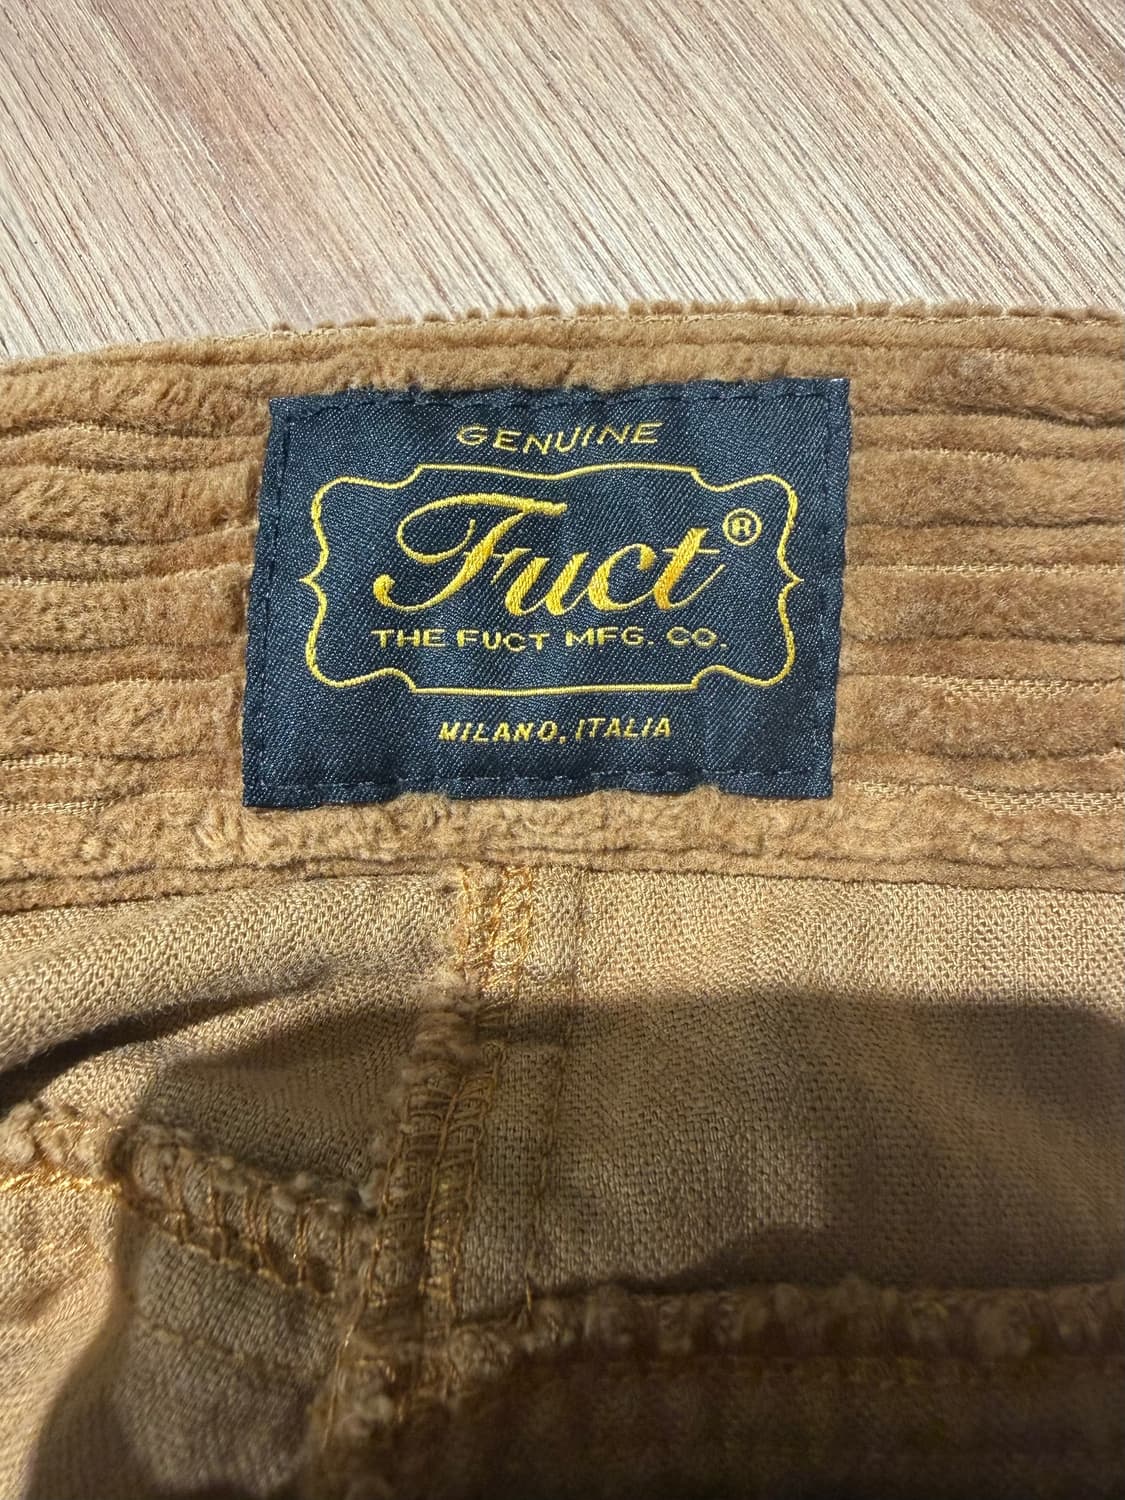 GENUINE
Fuct®
THE FUCT MFG. CO.
MILANO, ITALIA